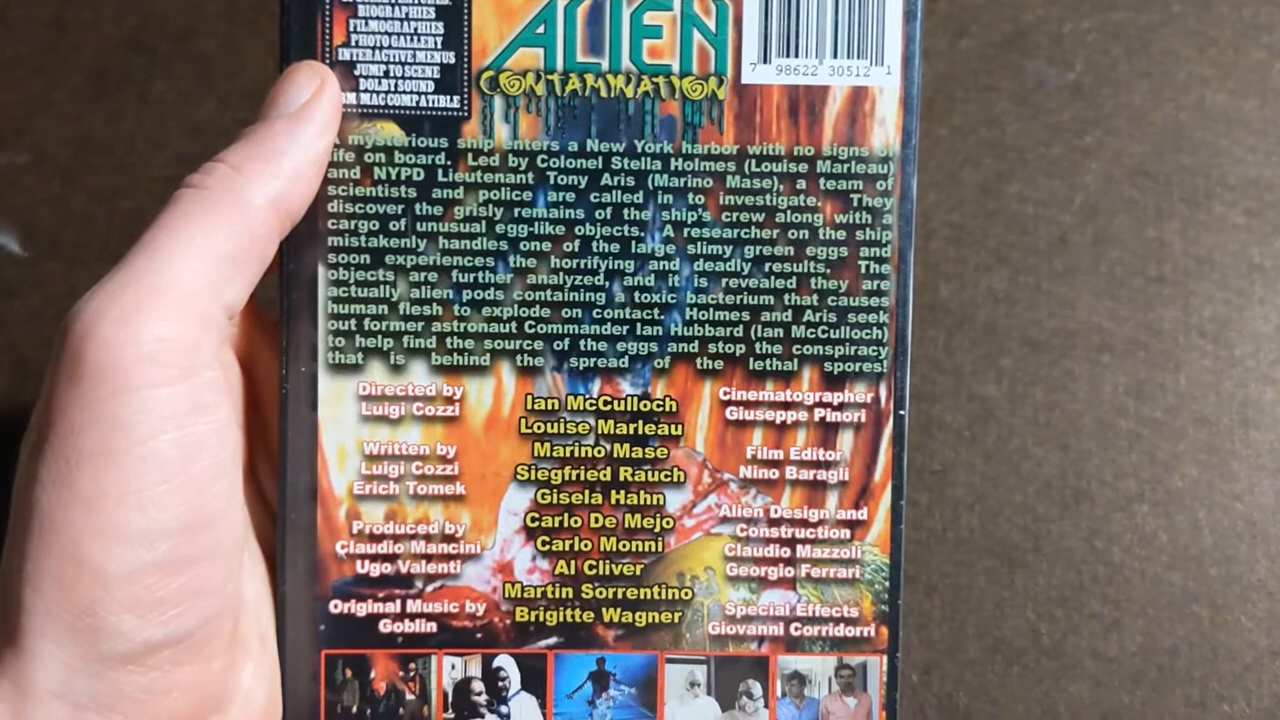 BIOGRAPHIES
FILMOGRAPHIES
PHOTO GALLERY
INTERACTIVE MENUS
JUMP TO SCENE
DOLBY SOUND
MAC COMPATIBLE
ALIEN
CONTAMINATION
7 98622 30512 1
A mysterious ship enters a New York harbor with no signs of
life on board. Led by Colonel Stella Holmes (Louise Marleau)
and NYPD Lieutenant Tony Aris (Marino Mase), a team of
scientists and police are called in to investigate. They
discover the grisly remains of the ship's crew along with a
cargo of unusual egg-like objects. A researcher on the ship
mistakenly handles one of the large slimy green eggs and
soon experiences the horrifying and deadly results. The
objects are further analyzed, and it is revealed they are
actually alien pods containing a toxic bacterium that causes
human flesh to explode on contact. Holmes and Aris seek
out former astronaut Commander Ian Hubbard (Ian McCulloch)
to help find the source of the eggs and stop the conspiracy
that is behind the spread of the lethal spores!
Directed by
Luigi Cozzi
Written by
Luigi Cozzi
Erich Tomek
Produced by
Claudio Mancini
Ugo Valenti
Original Music by
Goblin
Ian McCulloch
Louise Marleau
Marino Mase
Siegfried Rauch
Gisela Hahn
Carlo De Mejo
Carlo Monni
Al Cliver
Martin Sorrentino
Brigitte Wagner
Cinematographer
Giuseppe Pinori
Film Editor
Nino Baragli
Alien Design and
Construction
Claudio Mazzoli
Georgio Ferrari
Special Effects
Giovanni Corridorri